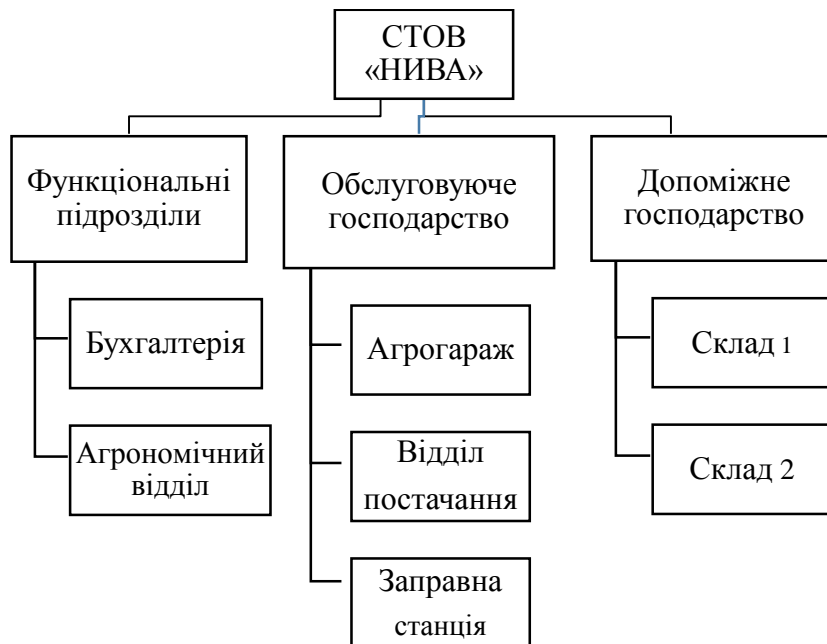 СТОВ
«НИВА»
Функціональні
підрозділи
Обслуговуюче
господарство
Допоміжне
господарство
Бухгалтерія
Агрогараж
Склад 1
Агрономічний
відділ
Відділ
постачання
Склад 2
Заправна
станція